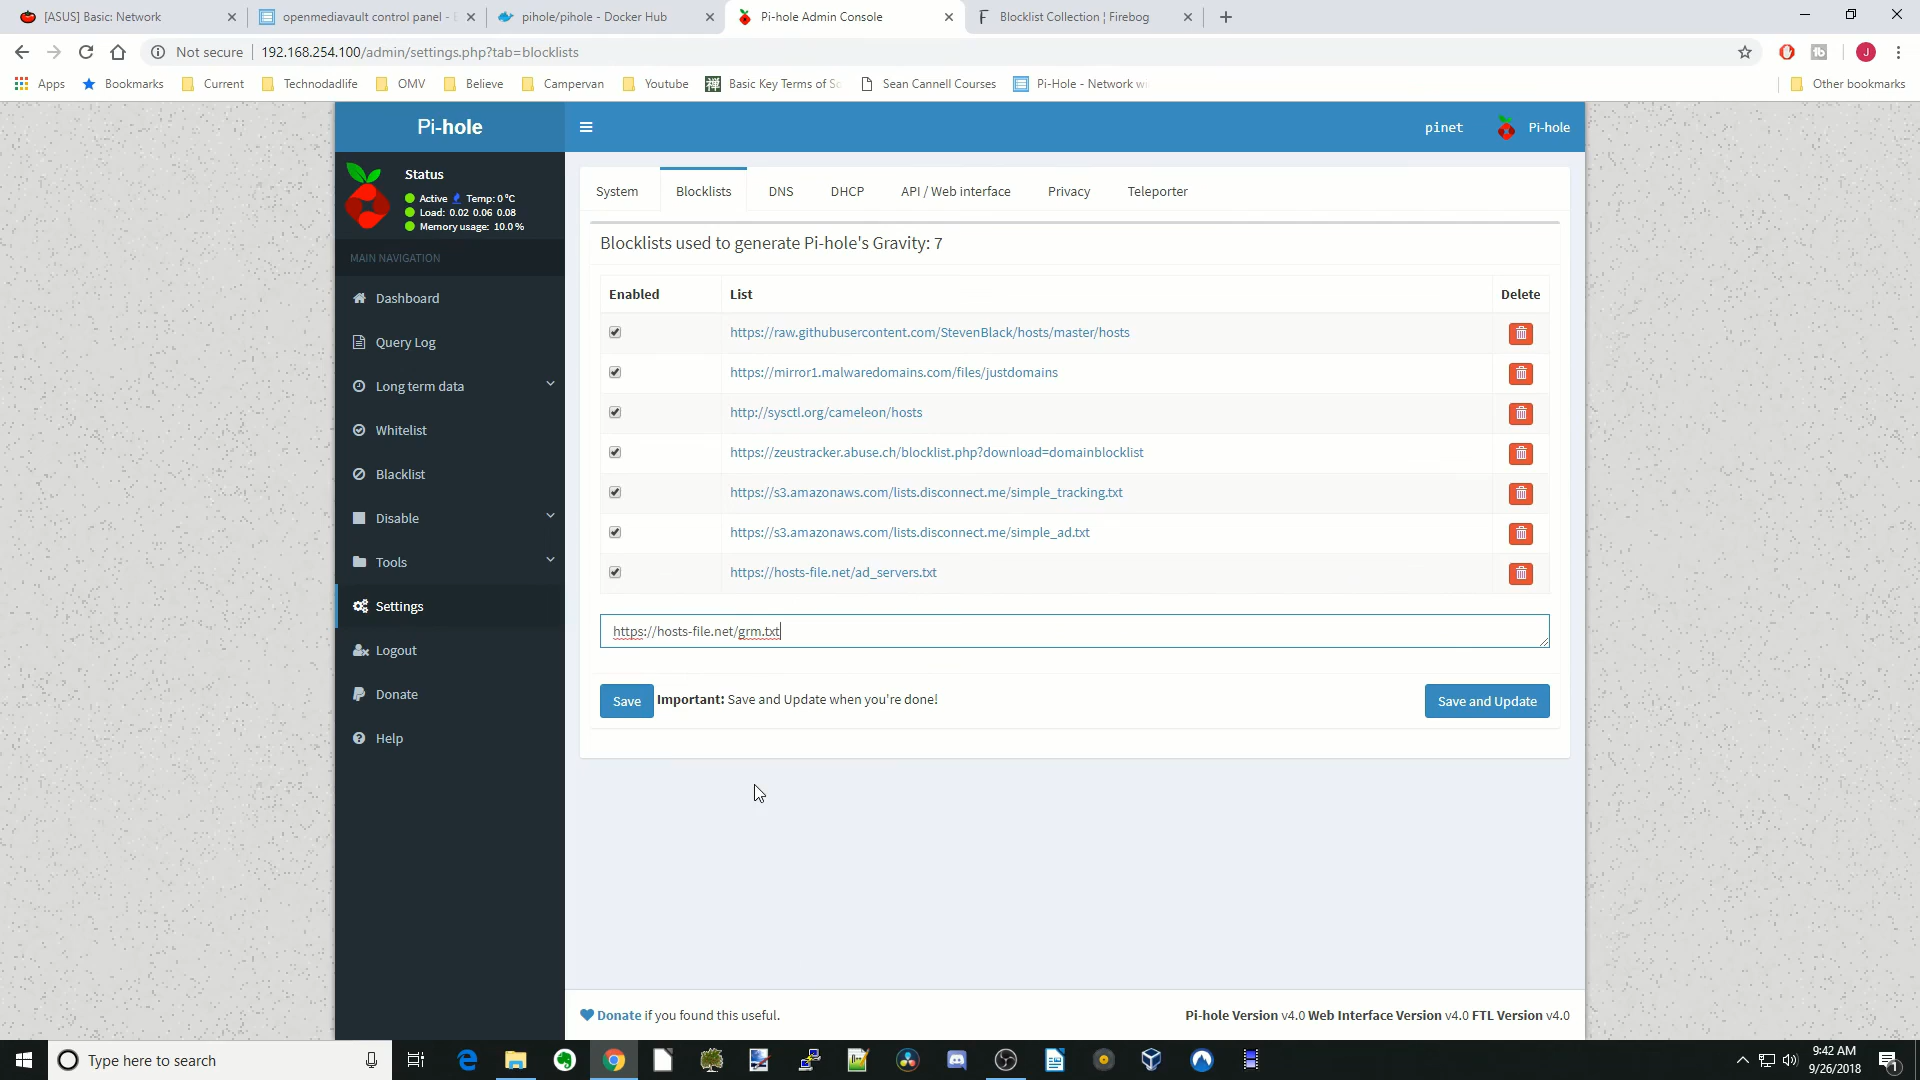 [ASUS] Basic: Network
openmediavault control panel -
pihole/pihole - Docker Hub
Pi-hole Admin Console
Blocklist Collection ¦ Firebog
Not secure
192.168.254.100/admin/settings.php?tab=blocklists
J
Apps
Bookmarks
Current
Technodadlife
OMV
Believe
Campervan
Youtube
Basic Key Terms of Sc
Sean Cannell Courses
Pi-Hole - Network w
Other bookmarks
Pi-hole
pinet
Pi-hole
Status
Active Temp: 0 °C
Load: 0.02 0.06 0.08
Memory usage: 10.0 %
MAIN NAVIGATION
Dashboard
Query Log
Long term data
Whitelist
Blacklist
Disable
Tools
Settings
Logout
Donate
Help
System
Blocklists
DNS
DHCP
API / Web interface
Privacy
Teleporter
Blocklists used to generate Pi-hole's Gravity: 7
Enabled List Delete
https://raw.githubusercontent.com/StevenBlack/hosts/master/hosts
https://mirror1.malwaredomains.com/files/justdomains
http://sysctl.org/cameleon/hosts
https://zeustracker.abuse.ch/blocklist.php?download=domainblocklist
https://s3.amazonaws.com/lists.disconnect.me/simple_tracking.txt
https://s3.amazonaws.com/lists.disconnect.me/simple_ad.txt
https://hosts-file.net/ad_servers.txt
https://hosts-file.net/grm.txt
Save
Important: Save and Update when you're done!
Save and Update
Donate if you found this useful.
Pi-hole Version v4.0 Web Interface Version v4.0 FTL Version v4.0
Type here to search
9:42 AM
9/26/2018
1